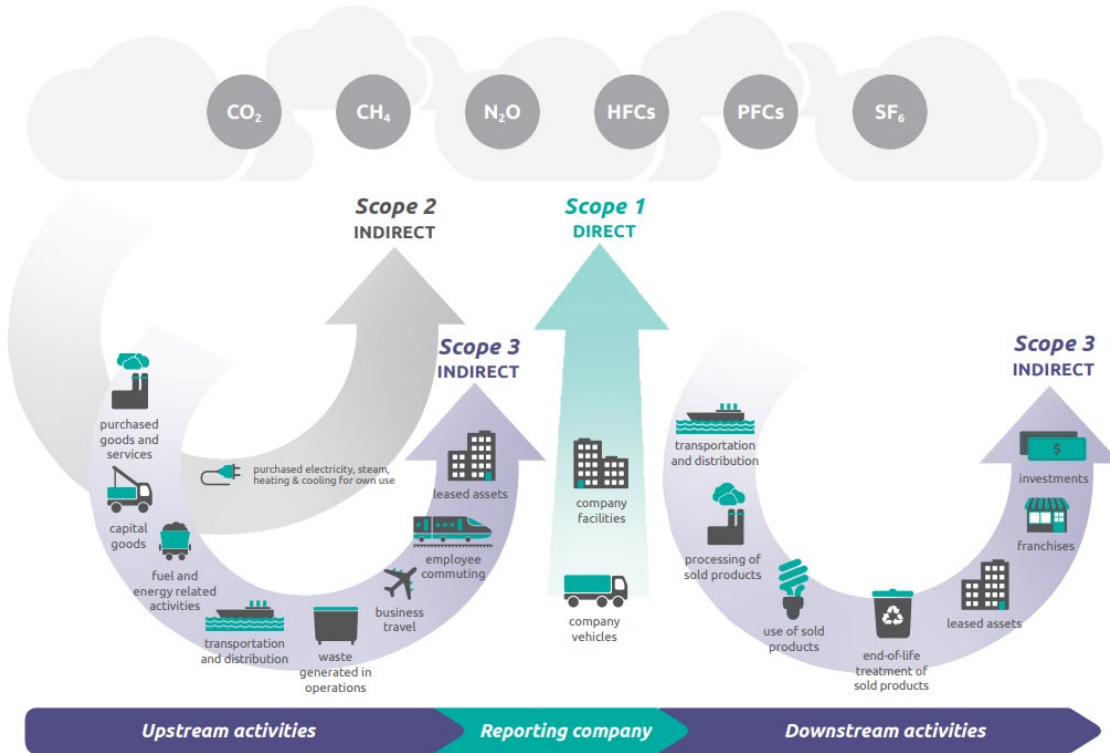 CO₂
CH₄
N₂O
HFCs
PFCs
SF₆
Scope 2
INDIRECT
Scope 1
DIRECT
Scope 3
INDIRECT
Scope 3
INDIRECT
purchased
goods and
services
capital
goods
fuel and
energy related
activities
purchased electricity, steam,
heating & cooling for own use
transportation
and distribution
waste
generated in
operations
business
travel
employee
commuting
leased assets
company
facilities
company
vehicles
transportation
and distribution
processing of
sold products
use of sold
products
end-of-life
treatment of
sold products
leased assets
franchises
$
investments
Upstream activities
Reporting company
Downstream activities